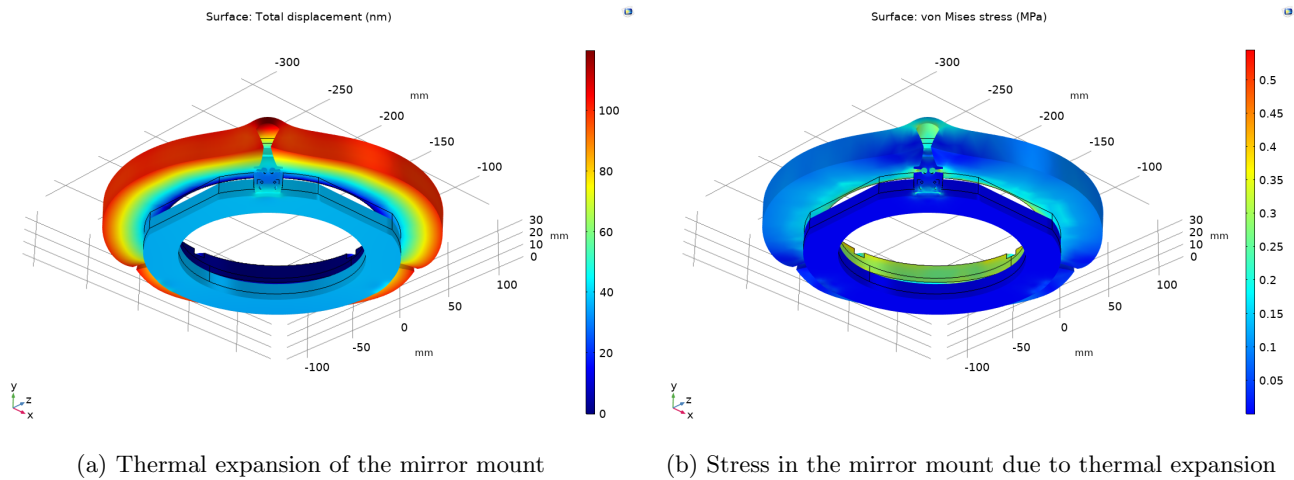 Surface: Total displacement (nm)
-300
-250
mm
-200
-150
-100
100
80
60
40
20
0
30
20
10
0
mm
100
50
0
mm
-50
-100
y
z
x
(a) Thermal expansion of the mirror mount
Surface: von Mises stress (MPa)
-300
-250
mm
-200
-150
-100
0.5
0.45
0.4
0.35
0.3
0.25
0.2
0.15
0.1
0.05
30
20
10
0
mm
100
50
0
mm
-50
-100
y
z
x
(b) Stress in the mirror mount due to thermal expansion